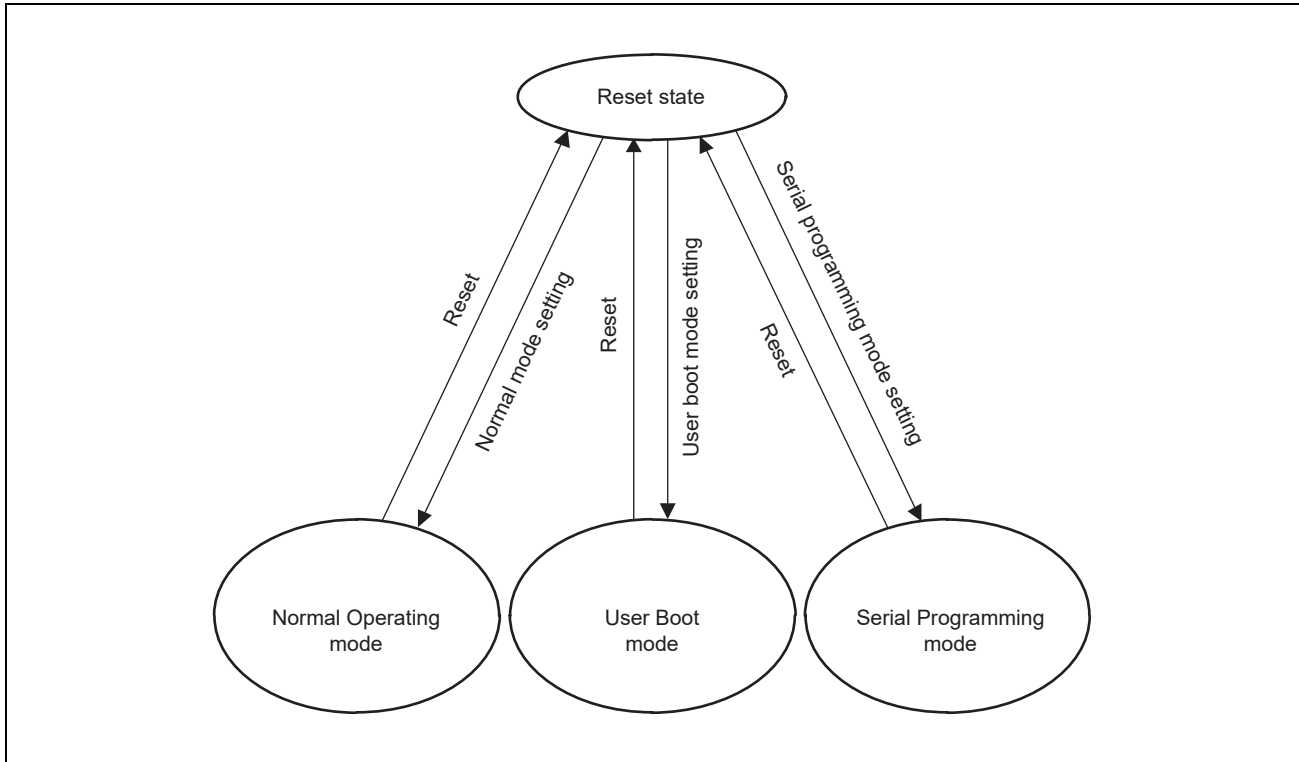 Reset state
Reset
Normal mode setting
Reset
User boot mode setting
Reset
Serial programming mode setting
Normal Operating
mode
User Boot
mode
Serial Programming
mode